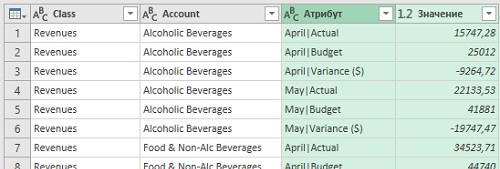 Class Account Атрибут 1.2 Значение
1 Revenues Alcoholic Beverages April|Actual 15747,28
2 Revenues Alcoholic Beverages April|Budget 25012
3 Revenues Alcoholic Beverages April|Variance ($) -9264,72
4 Revenues Alcoholic Beverages May|Actual 22133,53
5 Revenues Alcoholic Beverages May|Budget 41881
6 Revenues Alcoholic Beverages May|Variance ($) -19747,47
7 Revenues Food & Non-Alc Beverages April|Actual 34523,71
8 Revenues Food & Non-Alc Beverages April|Budget 44740